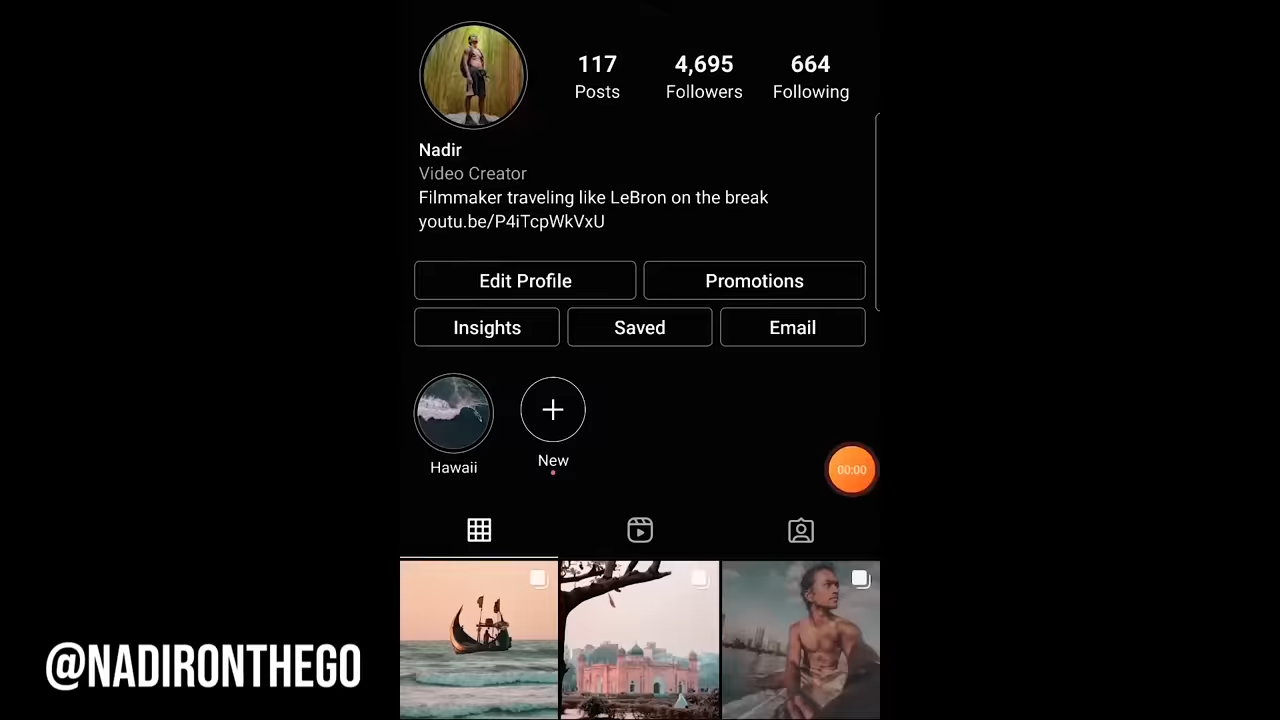 117 4,695 664
Posts Followers Following
Nadir
Video Creator
Filmmaker traveling like LeBron on the break
youtu.be/P4iTcpWkVxU
Edit Profile Promotions
Insights Saved Email
Hawaii New
00:00
@NADIRONTHEGO